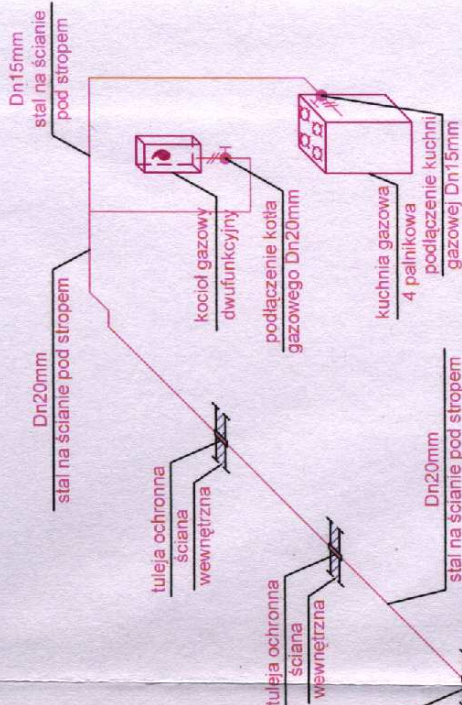 Dn15mm
stal na ścianie
pod stropem
Dn20mm
stal na ścianie pod stropem
kocioł gazowy
dwufunkcyjny
podłączenie kotła
gazowego Dn20mm
kuchnia gazowa
4 palnikowa
podłączenie kuchni
gazowej Dn15mm
tuleja ochronna
ściana
wewnętrzna
tuleja ochronna
ściana
wewnętrzna
Dn20mm
stal na ścianie pod stropem